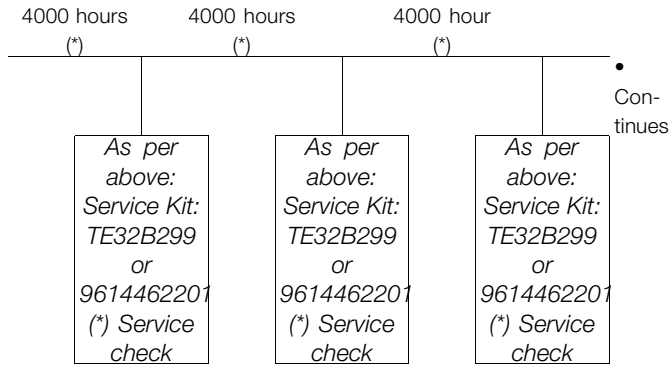 4000 hours
(*)
4000 hours
(*)
4000 hour
(*)
•
Con-
tinues
As per
above:
Service Kit:
TE32B299
or
9614462201
(*) Service
check
As per
above:
Service Kit:
TE32B299
or
9614462201
(*) Service
check
As per
above:
Service Kit:
TE32B299
or
9614462201
(*) Service
check